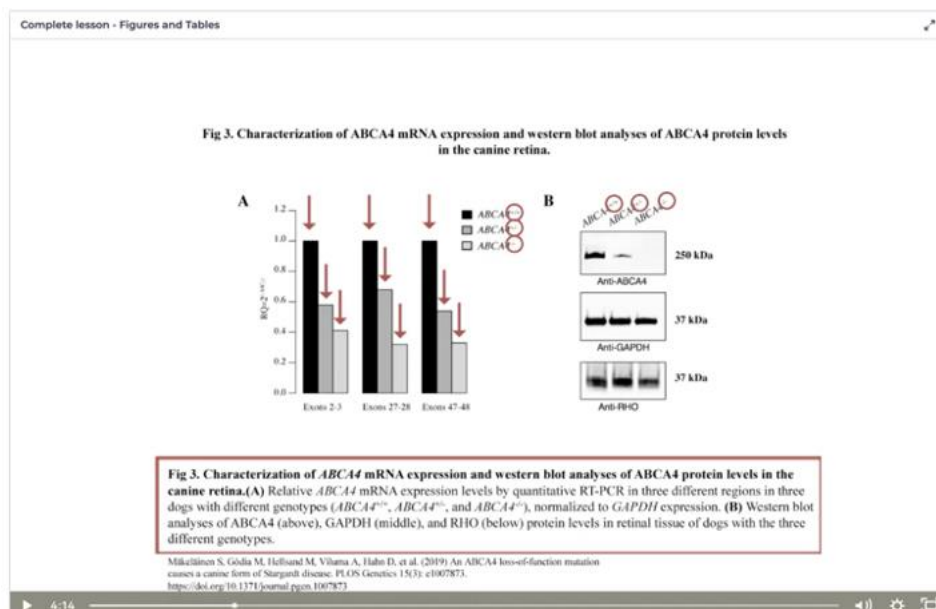 Complete lesson - Figures and Tables
Fig 3. Characterization of ABCA4 mRNA expression and western blot analyses of ABCA4 protein levels
in the canine retina.
A
1.2
1.0
0.8
0.6
0.4
0.2
0.0
Exons 2-3
Exons 27-28
Exons 47-48
ABCA4
ABCA4
ABCA4
B
ABCA4
ABCA4
ABCA4
250 kDa
Anti-ABCA4
37 kDa
Anti-GAPDH
37 kDa
Anti-RHO
Fig 3. Characterization of ABCA4 mRNA expression and western blot analyses of ABCA4 protein levels in the
canine retina.(A) Relative ABCA4 mRNA expression levels by quantitative RT-PCR in three different regions in three
dogs with different genotypes (ABCA4+/+, ABCA4+/-, and ABCA4-/-), normalized to GAPDH expression. (B) Western blot
analyses of ABCA4 (above), GAPDH (middle), and RHO (below) protein levels in retinal tissue of dogs with the three
different genotypes.
Mäkeläinen S, Gòdia M, Hellsand M, Viluma A, Hahn D, et al. (2019) An ABCA4 loss-of-function mutation
causes a canine form of Stargardt disease. PLOS Genetics 15(3): e1007873.
https://doi.org/10.1371/journal.pgen.1007873
4:14